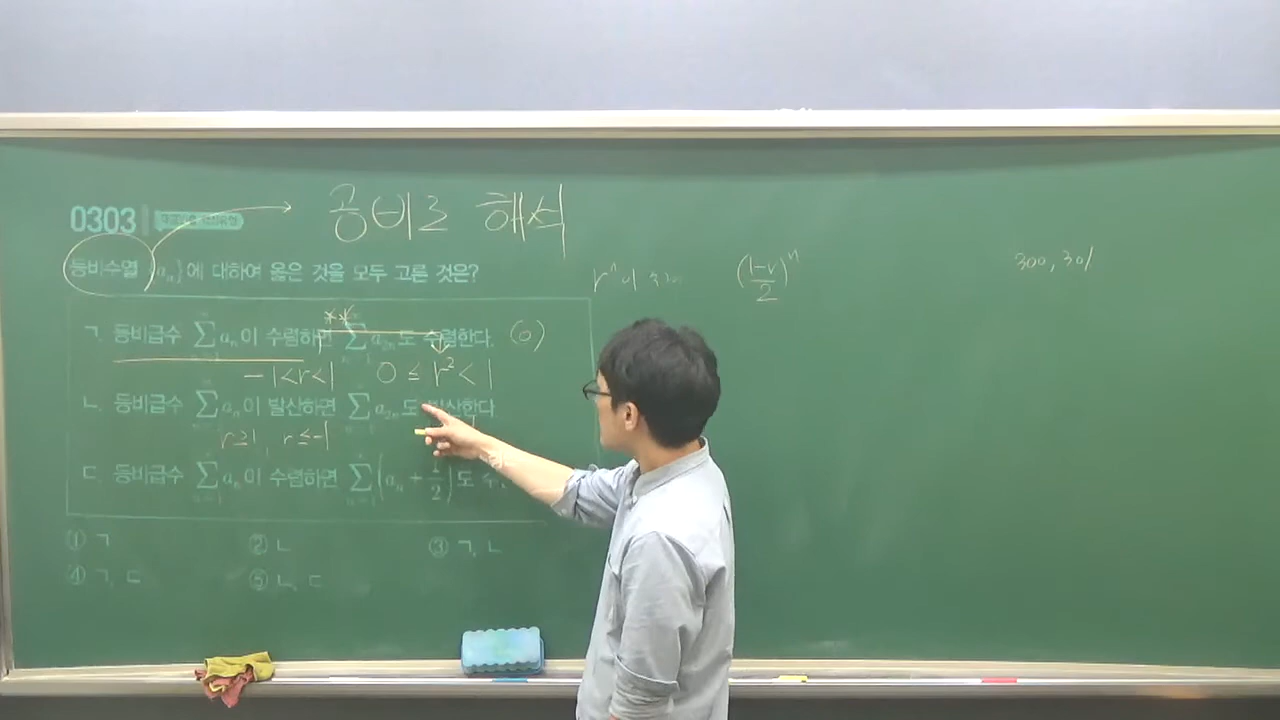 0303
공비로 해석
등비수열 {aₙ}에 대하여 옳은 것을 모두 고른 것은?
rⁿ이
((1-r)/2)ⁿ
300, 301
ㄱ. 등비급수 ∑aₙ이 수렴하면 ∑a₂ₙ도 수렴한다. (o)
-1<r<1 0 ≤ r² < 1
ㄴ. 등비급수 ∑aₙ이 발산하면 ∑a₂ₙ도 발산한다
r≥1, r≤-1
ㄷ. 등비급수 ∑aₙ이 수렴하면 ∑(aₙ + 1/2)도
① ㄱ ② ㄴ ③ ㄱ, ㄴ
④ ㄱ, ㄷ ⑤ ㄴ, ㄷ